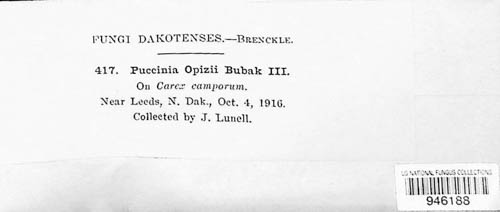 FUNGI DAKOTENSES.—BRENCKLE.
417. Puccinia Opizii Bubak III.
On Carex camporum.
Near Leeds, N. Dak., Oct. 4, 1916.
Collected by J. Lunell.
US NATIONAL FUNGUS COLLECTIONS
946188